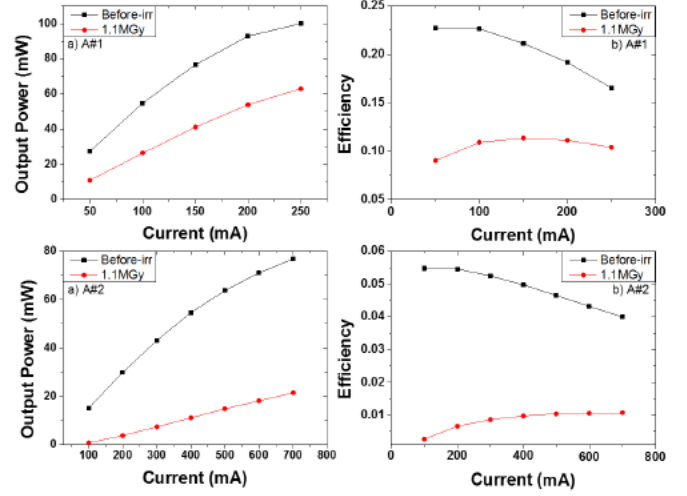 Before-irr
1.1MGy
a) A#1
Output Power (mW)
100
80
60
40
20
0
50
100
150
200
250
Current (mA)
Before-irr
1.1MGy
b) A#1
Efficiency
0.25
0.20
0.15
0.10
0.05
0
100
200
300
Current (mA)
Before-irr
1.1MGy
a) A#2
Output Power (mW)
80
60
40
20
0
100
200
300
400
500
600
700
800
Current (mA)
Before-irr
1.1MGy
b) A#2
Efficiency
0.06
0.05
0.04
0.03
0.02
0.01
0
200
400
600
800
Current (mA)